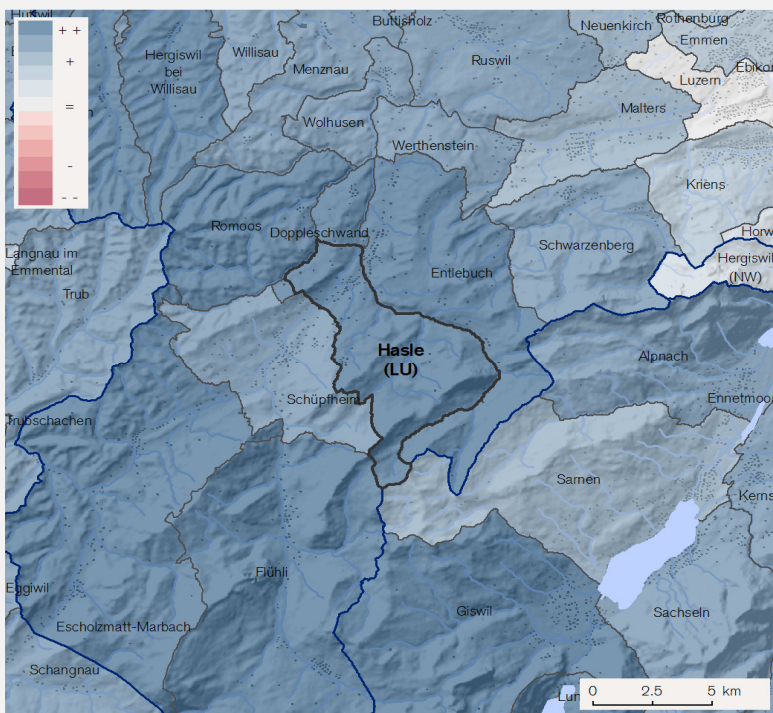 Buttisholz
Neuenkirch
Rothenburg
Emmen
Ebikon
Hergiswil
bei
Willisau
Willisau
Menznau
Ruswil
Luzern
Malters
Wolhusen
Werthenstein
Kriens
Romoos
Doppleschwand
Entlebuch
Schwarzenberg
Horw
Hergiswil
(NW)
Langnau im
Emmental
Trub
Hasle
(LU)
Alpnach
Schüpfheim
Ennetmoo
Trubschachen
Sarnen
Kerns
Flühli
Eggiwil
Giswil
Sachseln
Escholzmatt-Marbach
Schangnau
Lun
+ +
+
=
-
- -
0 2.5 5 km